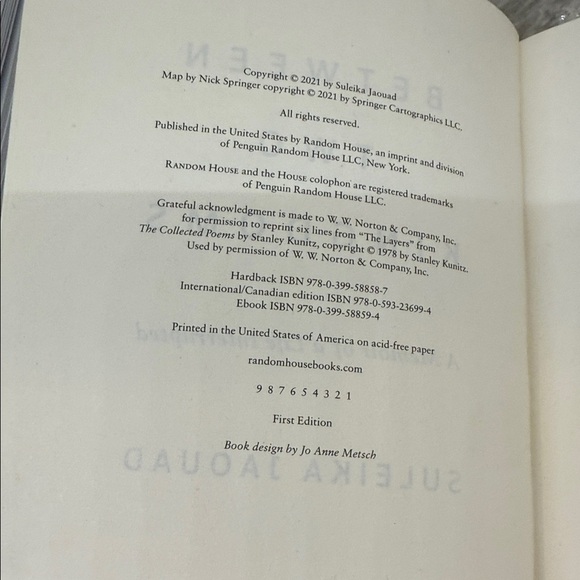 Copyright © 2021 by Suleika Jaouad
Map by Nick Springer copyright © 2021 by Springer Cartographics LLC.
All rights reserved.
Published in the United States by Random House, an imprint and division
of Penguin Random House LLC, New York.
RANDOM HOUSE and the HOUSE colophon are registered trademarks
of Penguin Random House LLC.
Grateful acknowledgment is made to W. W. Norton & Company, Inc.
for permission to reprint six lines from “The Layers” from
The Collected Poems by Stanley Kunitz, copyright © 1978 by Stanley Kunitz.
Used by permission of W. W. Norton & Company, Inc.
Hardback ISBN 978-0-399-58858-7
International/Canadian edition ISBN 978-0-593-23699-4
Ebook ISBN 978-0-399-58859-4
Printed in the United States of America on acid-free paper
randomhousebooks.com
9 8 7 6 5 4 3 2 1
First Edition
Book design by Jo Anne Metsch
SULEIKA JAOUAD